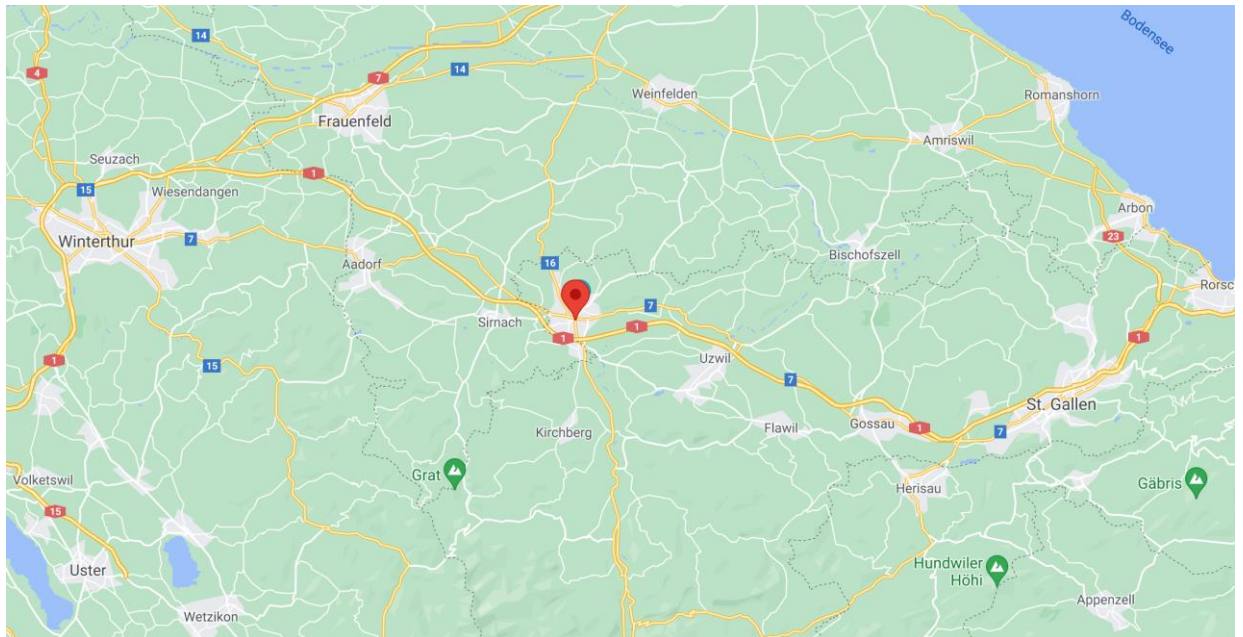 Bodensee
14
4
7
14
Weinfelden
Romanshorn
Frauenfeld
Amriswil
Seuzach
1
15
Wiesendangen
Arbon
Winterthur
7
23
Bischofszell
Aadorf
16
Rorsc
7
Sirnach
1
1
1
1
Uzwil
15
7
St. Gallen
Kirchberg
Flawil
Gossau
1
7
Grat
Volketswil
Herisau
Gäbris
15
Uster
Hundwiler
Höhi
Appenzell
Wetzikon